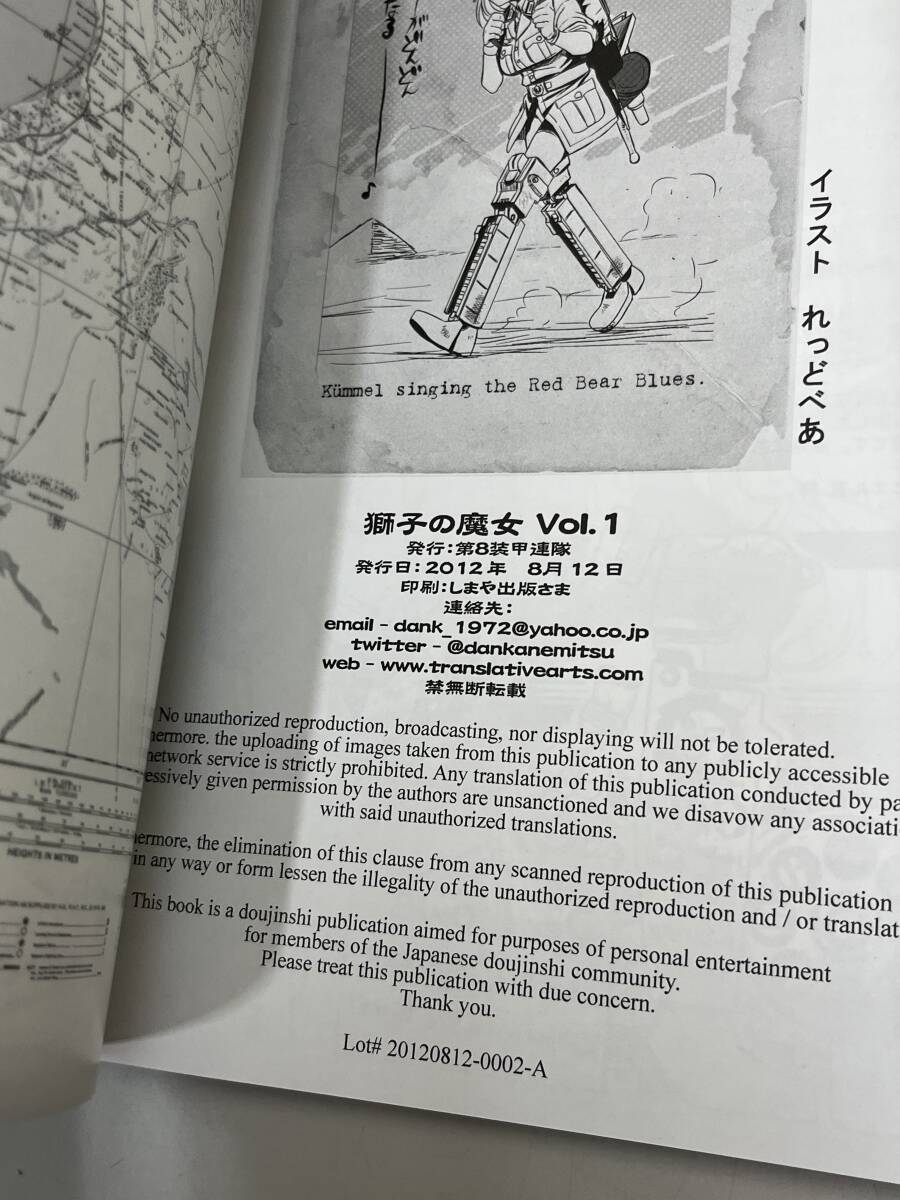 がどんどん
なる
Kümmel singing the Red Bear Blues.
イラスト れっどべあ
獅子の魔女 Vol.1
発行:第8装甲連隊
発行日:2012年 8月12日
印刷:しまや出版さま
連絡先:
email - dank_1972@yahoo.co.jp
twitter - @dankanemitsu
web - www.translativearts.com
禁無断転載
No unauthorized reproduction, broadcasting, nor displaying will not be tolerated.
hermore. the uploading of images taken from this publication to any publicly accessible
network service is strictly prohibited. Any translation of this publication conducted by pa
essively given permission by the authors are unsanctioned and we disavow any associati
with said unauthorized translations.
hermore, the elimination of this clause from any scanned reproduction of this publication
in any way or form lessen the illegality of the unauthorized reproduction and / or translat
This book is a doujinshi publication aimed for purposes of personal entertainment
for members of the Japanese doujinshi community.
Please treat this publication with due concern.
Thank you.
Lot# 20120812-0002-A
HEIGHTS IN METRES